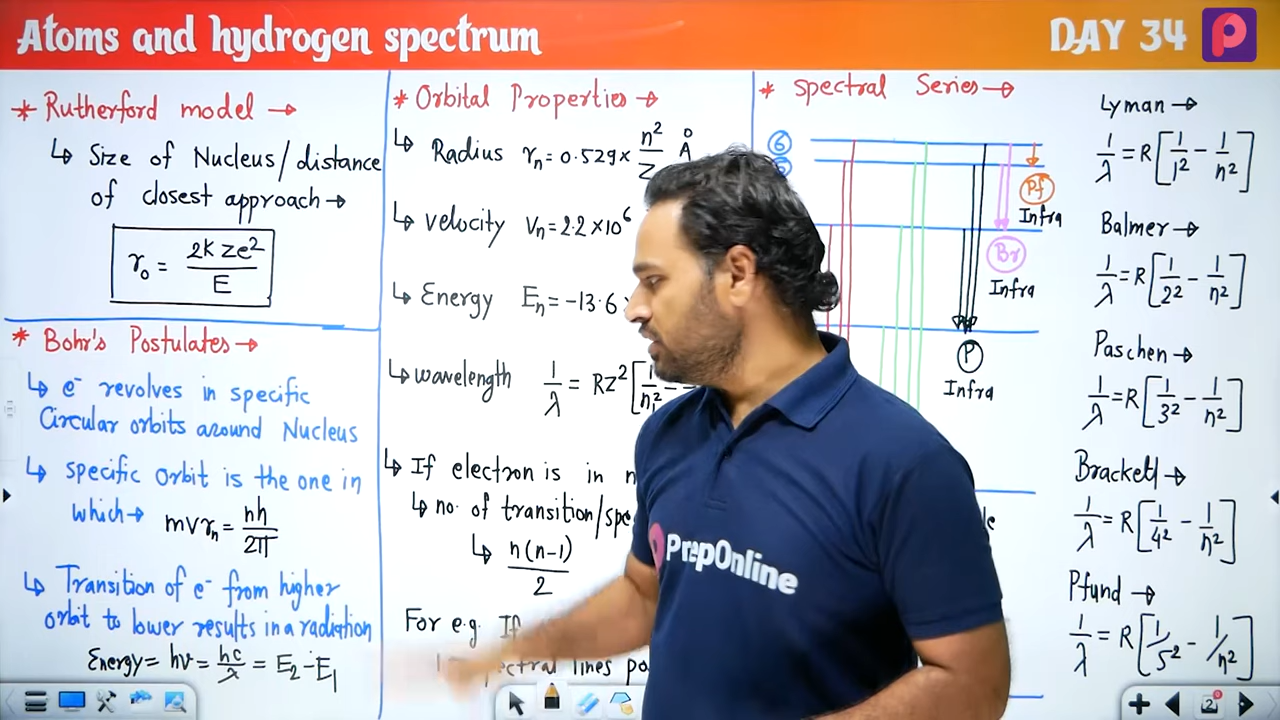 Atoms and hydrogen spectrum
DAY 34
* Rutherford model →
↳ Size of Nucleus/distance
of closest approach →
r₀ = 2KZe²/E
* Bohr's Postulates →
↳ e⁻ revolves in specific
Circular orbits around Nucleus
↳ specific orbit is the one in
which → mvrₙ = nh/2π
↳ Transition of e⁻ from higher
orbit to lower results in a radiation
Energy = hν = hc/λ = E₂ - E₁
* Orbital Properties →
↳ Radius rₙ = 0.529 × n²/Z Å
↳ velocity Vₙ = 2.2 × 10⁶
↳ Energy Eₙ = -13.6
↳ wavelength 1/λ = RZ² [1/n₁² -
↳ If electron is in n
↳ no. of transition/spe
↳ n(n-1)/2
For e.g. If
spectral lines
* Spectral Series →
6
Pf
Infra
Br
Infra
P
Infra
Lyman →
1/λ = R[1/1² - 1/n²]
Balmer →
1/λ = R[1/2² - 1/n²]
Paschen →
1/λ = R[1/3² - 1/n²]
Brackett →
1/λ = R[1/4² - 1/n²]
Pfund →
1/λ = R[1/5² - 1/n²]
PrepOnline
2